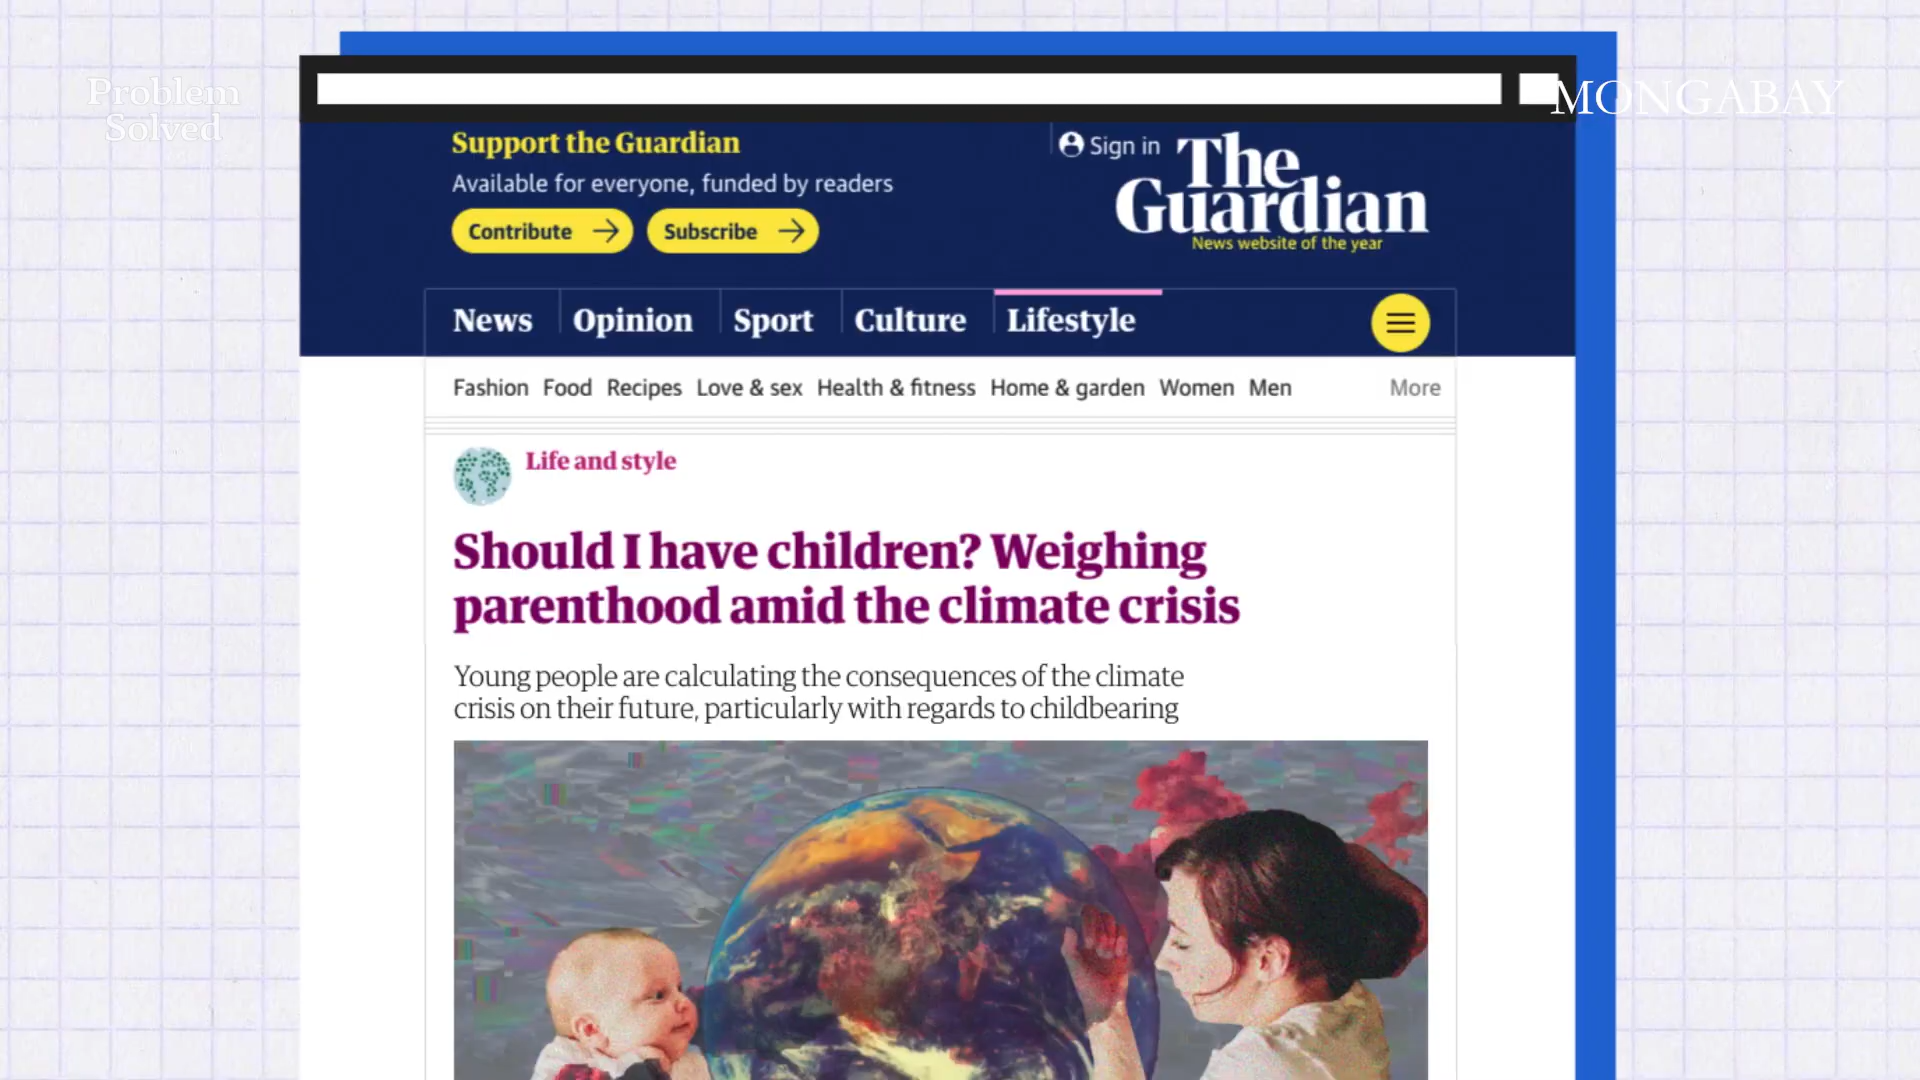 Problem
Solved
MONGABAY
Support the Guardian
Available for everyone, funded by readers
Contribute
Subscribe
Sign in
The
Guardian
News website of the year
News Opinion Sport Culture Lifestyle
Fashion Food Recipes Love & sex Health & fitness Home & garden Women Men More
Life and style
Should I have children? Weighing
parenthood amid the climate crisis
Young people are calculating the consequences of the climate
crisis on their future, particularly with regards to childbearing